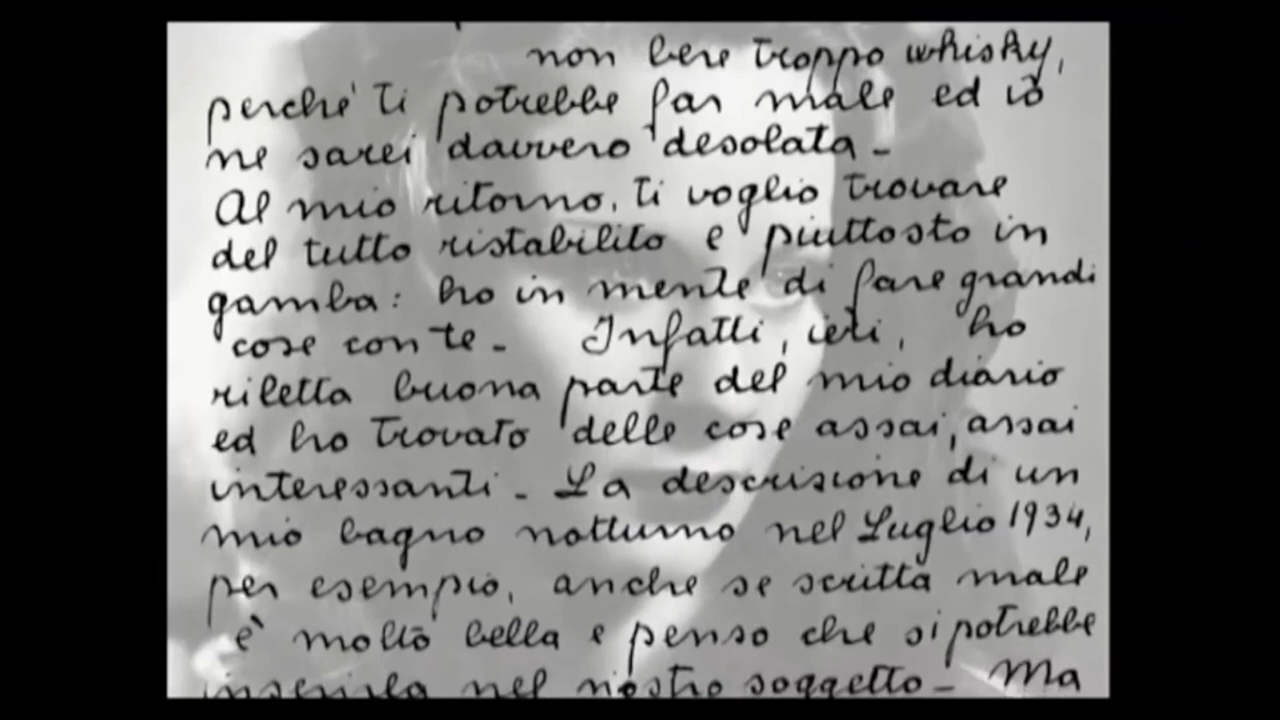 non bere troppo whisky,
perché ti potrebbe far male ed io
ne sarei davvero desolata -
Al mio ritorno, ti voglio trovare
del tutto ristabilito e piuttosto in
gamba: ho in mente di fare grandi
cose con te - Infatti, ieri, ho
riletta buona parte del mio diario
ed ho trovato delle cose assai, assai
interessanti - La descrizione di un
mio bagno notturno nel Luglio 1934,
per esempio, anche se scritta male
è molto bella e penso che si potrebbe
inserirla nel nostro soggetto - Ma